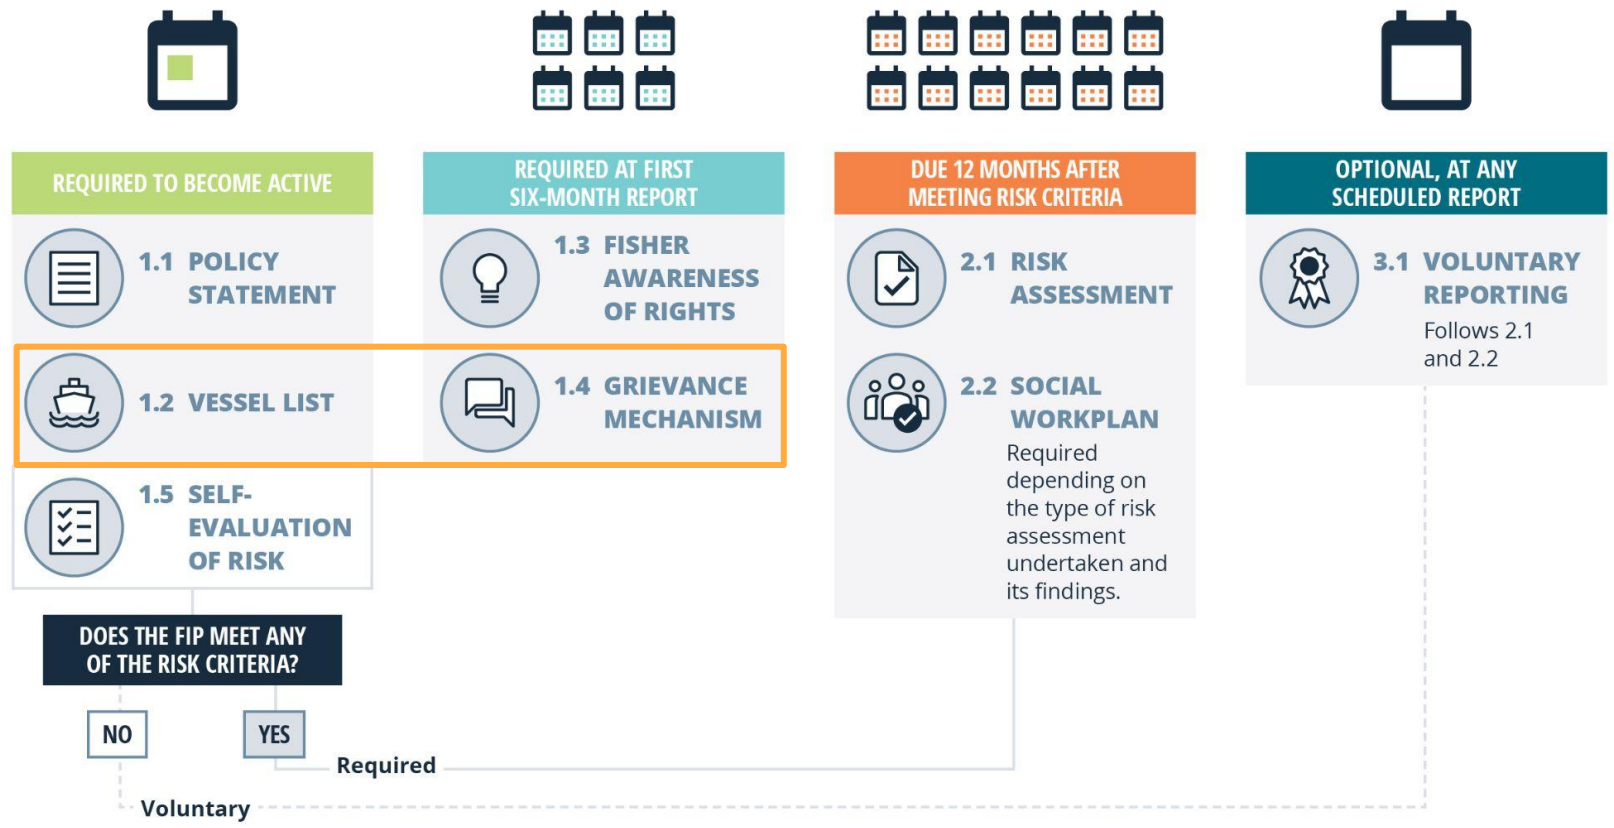 REQUIRED TO BECOME ACTIVE
1.1 POLICY
STATEMENT
1.2 VESSEL LIST
1.5 SELF-
EVALUATION
OF RISK
DOES THE FIP MEET ANY
OF THE RISK CRITERIA?
NO
YES
Required
Voluntary
REQUIRED AT FIRST
SIX-MONTH REPORT
1.3 FISHER
AWARENESS
OF RIGHTS
1.4 GRIEVANCE
MECHANISM
DUE 12 MONTHS AFTER
MEETING RISK CRITERIA
2.1 RISK
ASSESSMENT
2.2 SOCIAL
WORKPLAN
Required
depending on
the type of risk
assessment
undertaken and
its findings.
OPTIONAL, AT ANY
SCHEDULED REPORT
3.1 VOLUNTARY
REPORTING
Follows 2.1
and 2.2